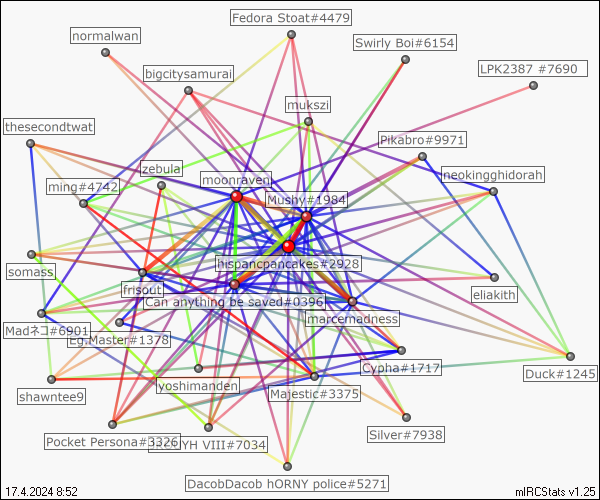 Fedora Stoat#4479
normalwan
Swirly Boi#6154
bigcitysamurai
LPK2387 #7690
mukszi
thesecondtwat
Pikabro#9971
zebula
moonraven
neokingghidorah
ming#4742
Mushy#1984
hispancpancakes#2928
somass
frisout
eliakith
Can anything be saved#0396
marcernadness
Madネコ#6901
Eg.Master#1378
Cypha#1717
Duck#1245
yoshimanden
Majestic#3375
shawntee9
Pocket Persona#3326
YH VIII#7034
Silver#7938
DacobDacob hORNY police#5271
17.4.2024 8:52
mIRCStats v1.25